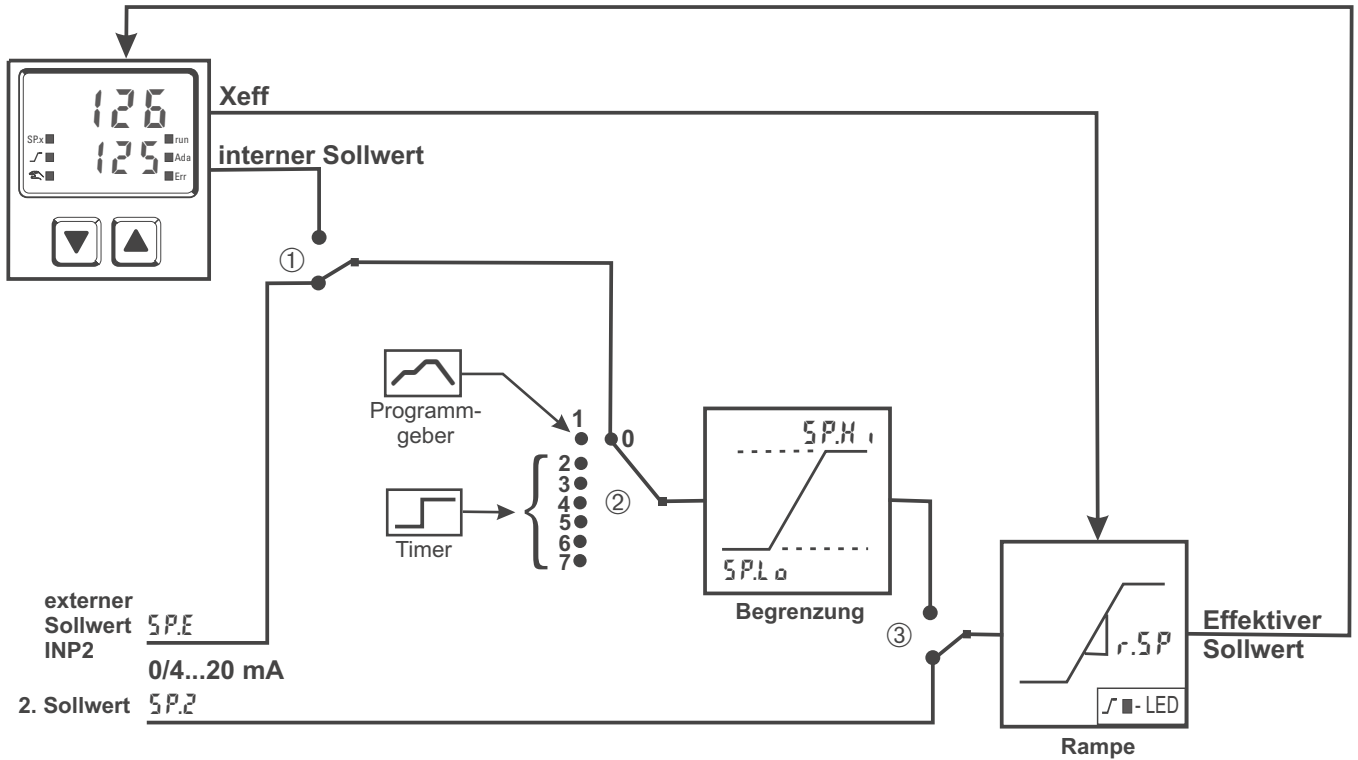 126
125
SP.x
run
Ada
Err
Xeff
interner Sollwert
①
Programm-
geber
1
0
2
3
4
5
6
7
②
Timer
SP.Hi
SP.Lo
Begrenzung
externer
Sollwert
INP2
SP.E
0/4...20 mA
2. Sollwert SP.2
③
r.SP
- LED
Rampe
Effektiver
Sollwert